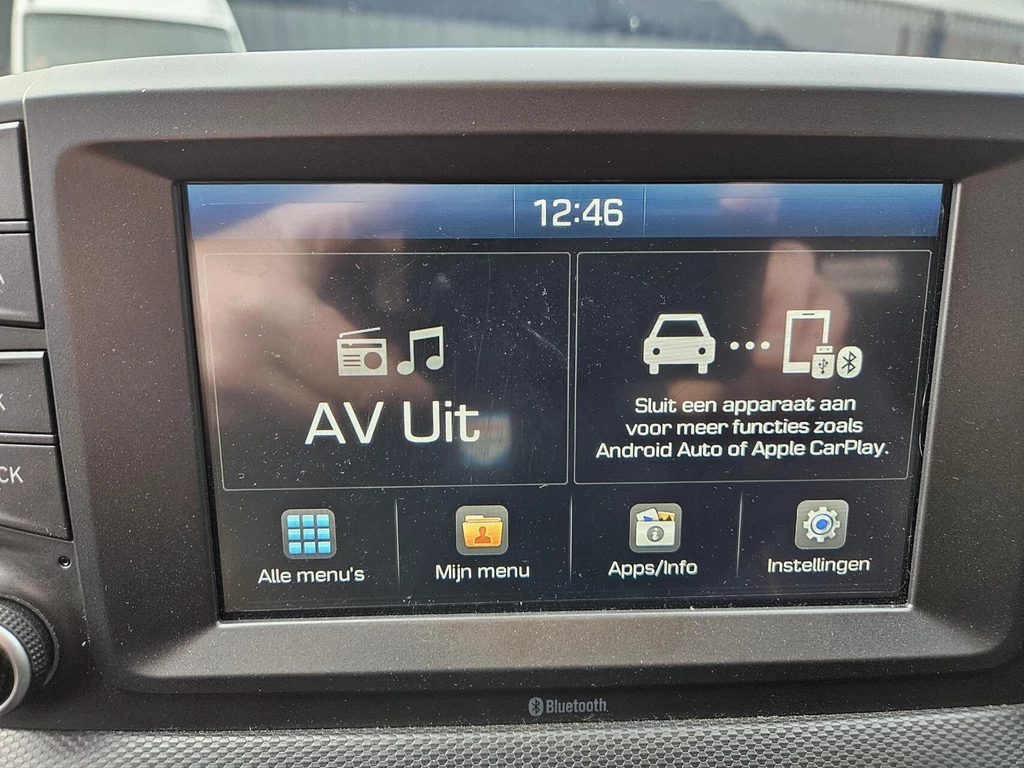 12:46
AV Uit
Sluit een apparaat aan
voor meer functies zoals
Android Auto of Apple CarPlay.
Alle menu's
Mijn menu
Apps/Info
Instellingen
CK
Bluetooth